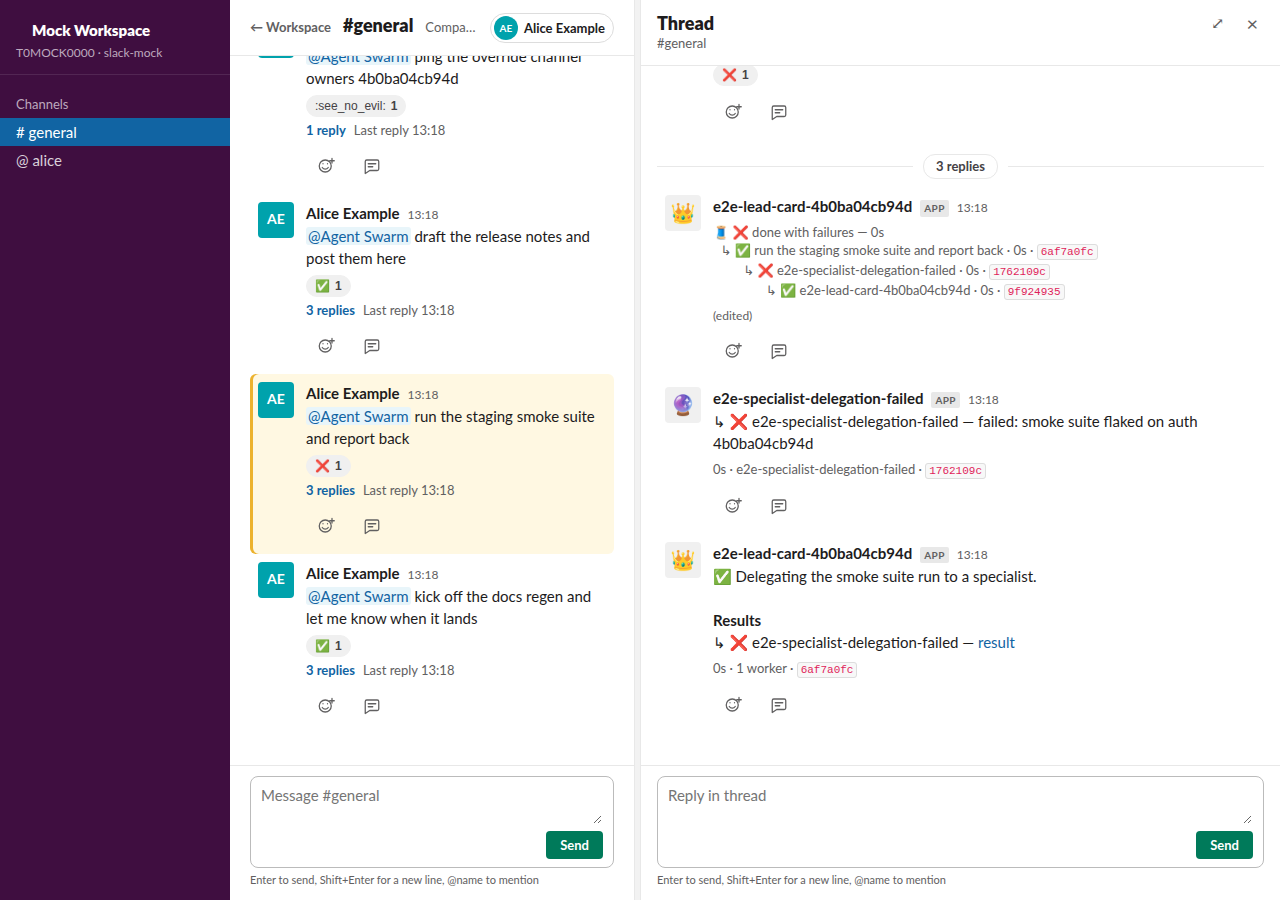 Mock Workspace
T0MOCK0000 · slack-mock
Channels
# general
@ alice
← Workspace #general Compa... AE Alice Example
@Agent Swarm ping the override channel
owners 4b0ba04cb94d
:see_no_evil: 1
1 reply Last reply 13:18
AE Alice Example 13:18
@Agent Swarm draft the release notes and
post them here
✅ 1
3 replies Last reply 13:18
AE Alice Example 13:18
@Agent Swarm run the staging smoke suite
and report back
❌ 1
3 replies Last reply 13:18
AE Alice Example 13:18
@Agent Swarm kick off the docs regen and
let me know when it lands
✅ 1
3 replies Last reply 13:18
Message #general
Send
Enter to send, Shift+Enter for a new line, @name to mention
Thread
#general
❌ 1
3 replies
e2e-lead-card-4b0ba04cb94d APP 13:18
🧵 ❌ done with failures — 0s
↳ ✅ run the staging smoke suite and report back · 0s · 6af7a0fc
↳ ❌ e2e-specialist-delegation-failed · 0s · 1762109c
↳ ✅ e2e-lead-card-4b0ba04cb94d · 0s · 9f924935
(edited)
e2e-specialist-delegation-failed APP 13:18
↳ ❌ e2e-specialist-delegation-failed — failed: smoke suite flaked on auth
4b0ba04cb94d
0s · e2e-specialist-delegation-failed · 1762109c
e2e-lead-card-4b0ba04cb94d APP 13:18
✅ Delegating the smoke suite run to a specialist.
Results
↳ ❌ e2e-specialist-delegation-failed — result
0s · 1 worker · 6af7a0fc
Reply in thread
Send
Enter to send, Shift+Enter for a new line, @name to mention